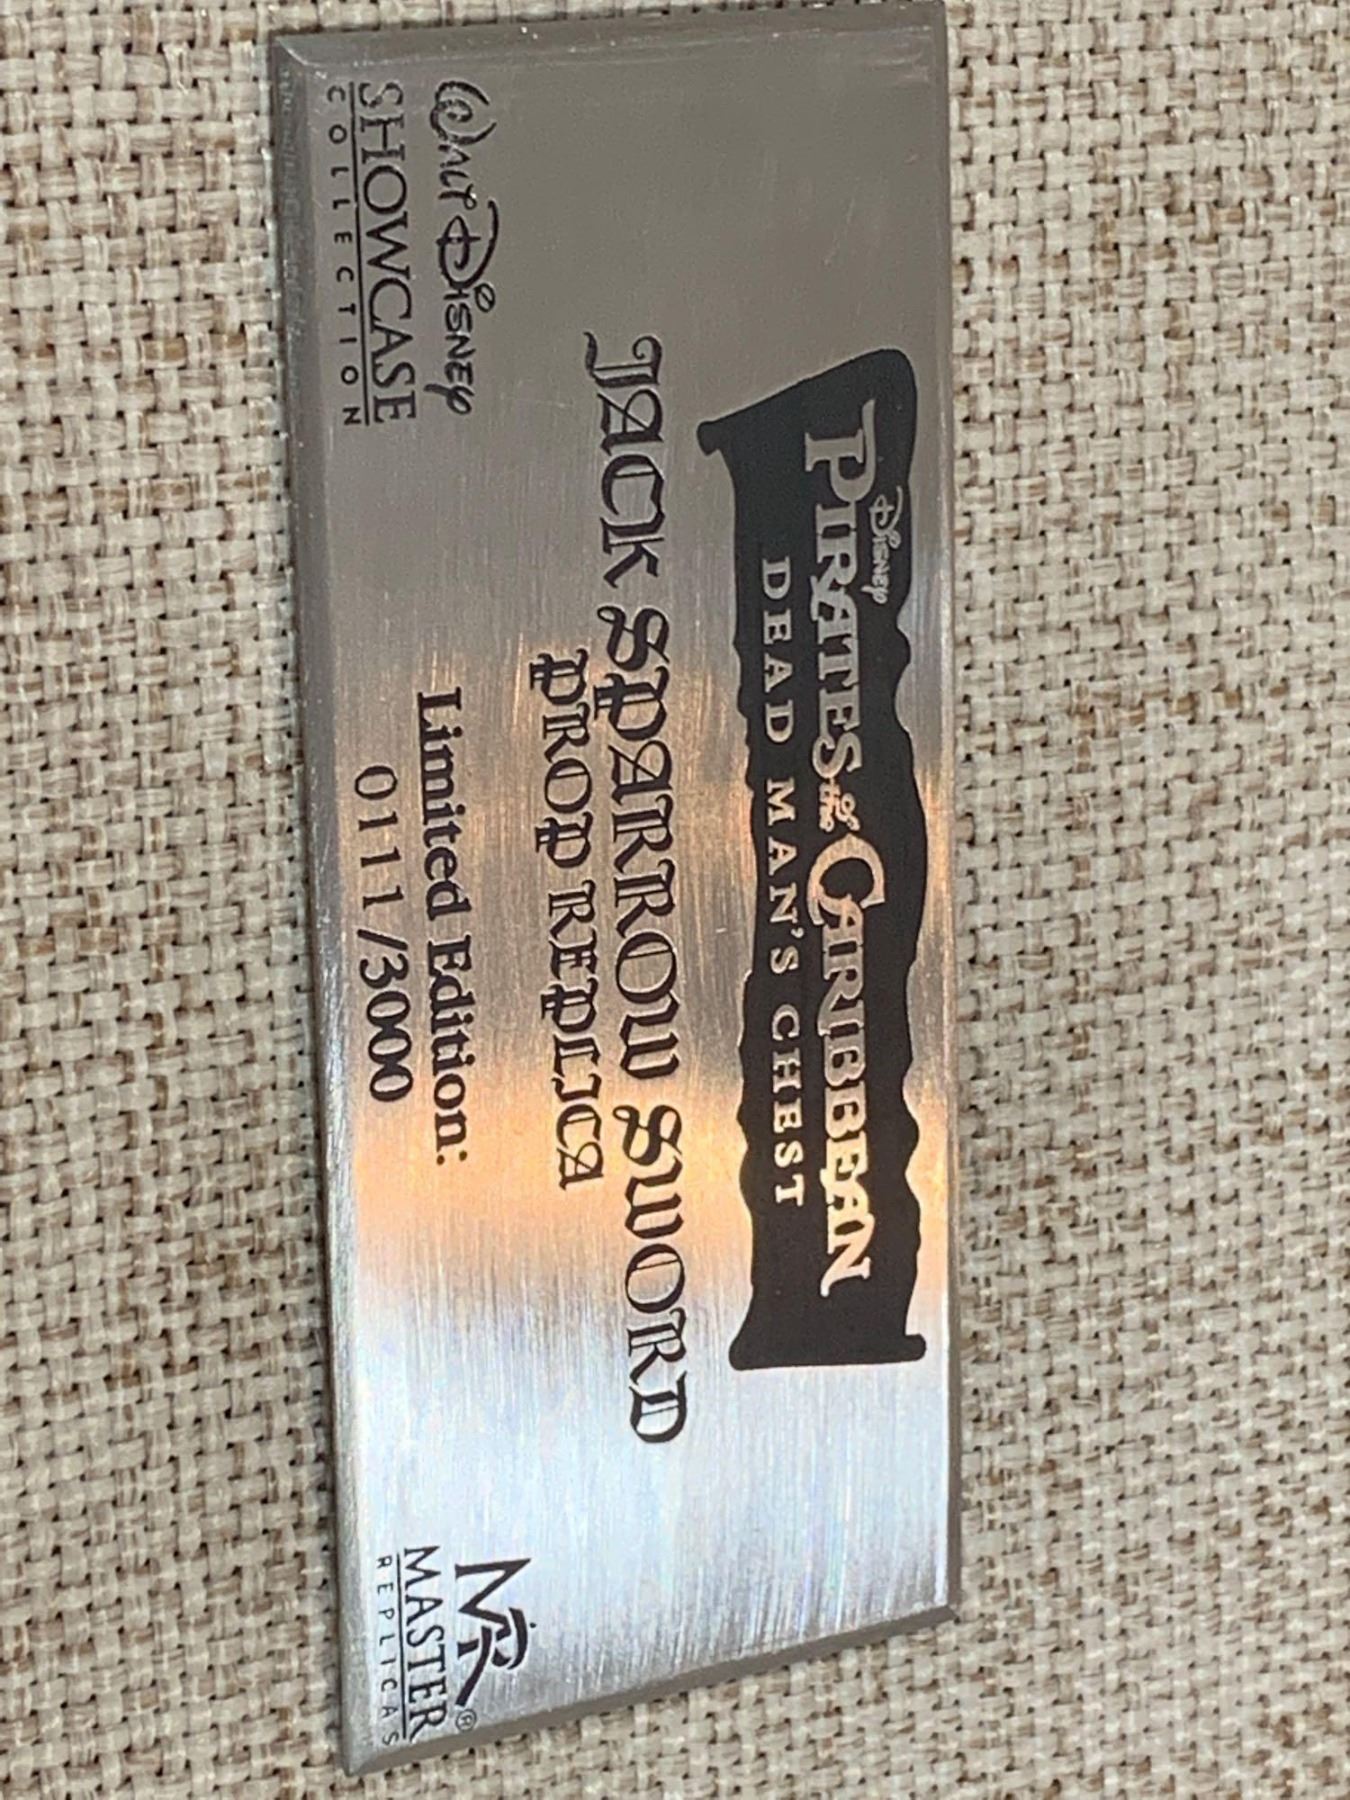 Disney
PIRATES of the CARIBBEAN
DEAD MAN'S CHEST
JACK SPARROW SWORD
PROP REPLICA
Limited Edition:
0111/3000
Walt Disney
SHOWCASE
COLLECTION
MR
MASTER®
REPLICAS